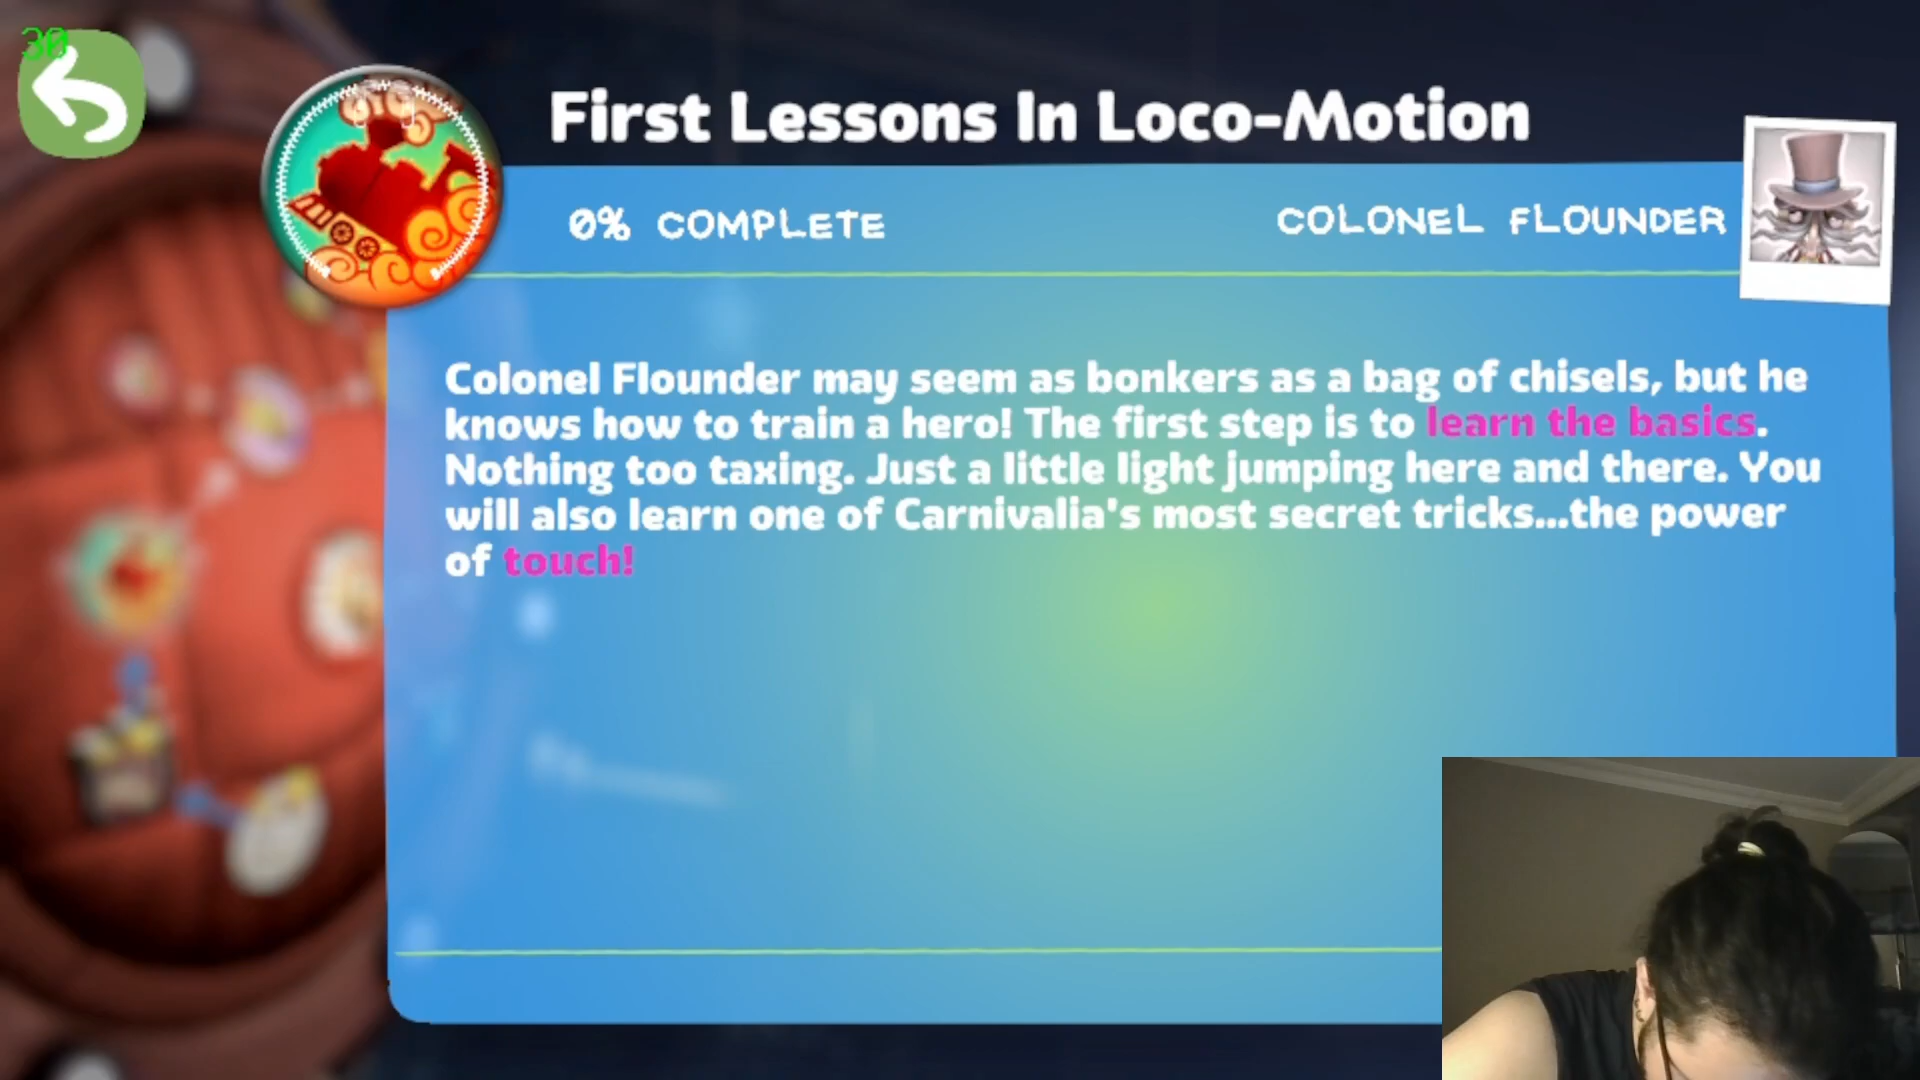 30
First Lessons In Loco-Motion
0% COMPLETE
COLONEL FLOUNDER
Colonel Flounder may seem as bonkers as a bag of chisels, but he
knows how to train a hero! The first step is to learn the basics.
Nothing too taxing. Just a little light jumping here and there. You
will also learn one of Carnivalia's most secret tricks...the power
of touch!